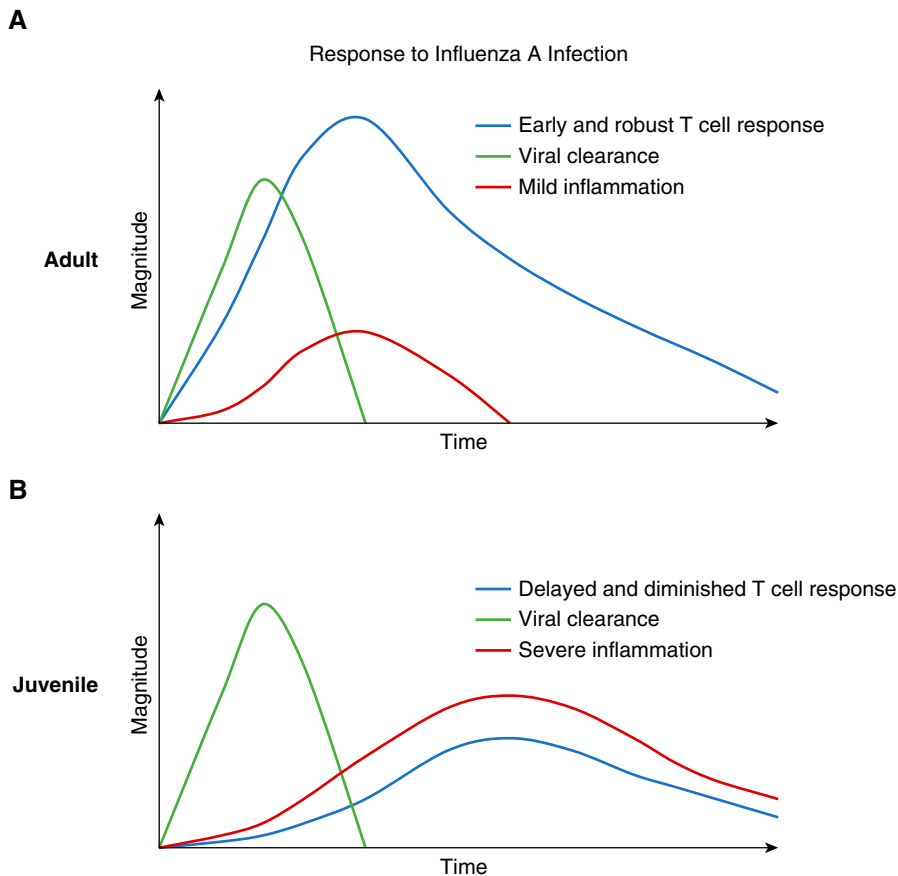 A
Response to Influenza A Infection
Early and robust T cell response
Viral clearance
Mild inflammation
Adult
Magnitude
Time
B
Delayed and diminished T cell response
Viral clearance
Severe inflammation
Juvenile
Magnitude
Time